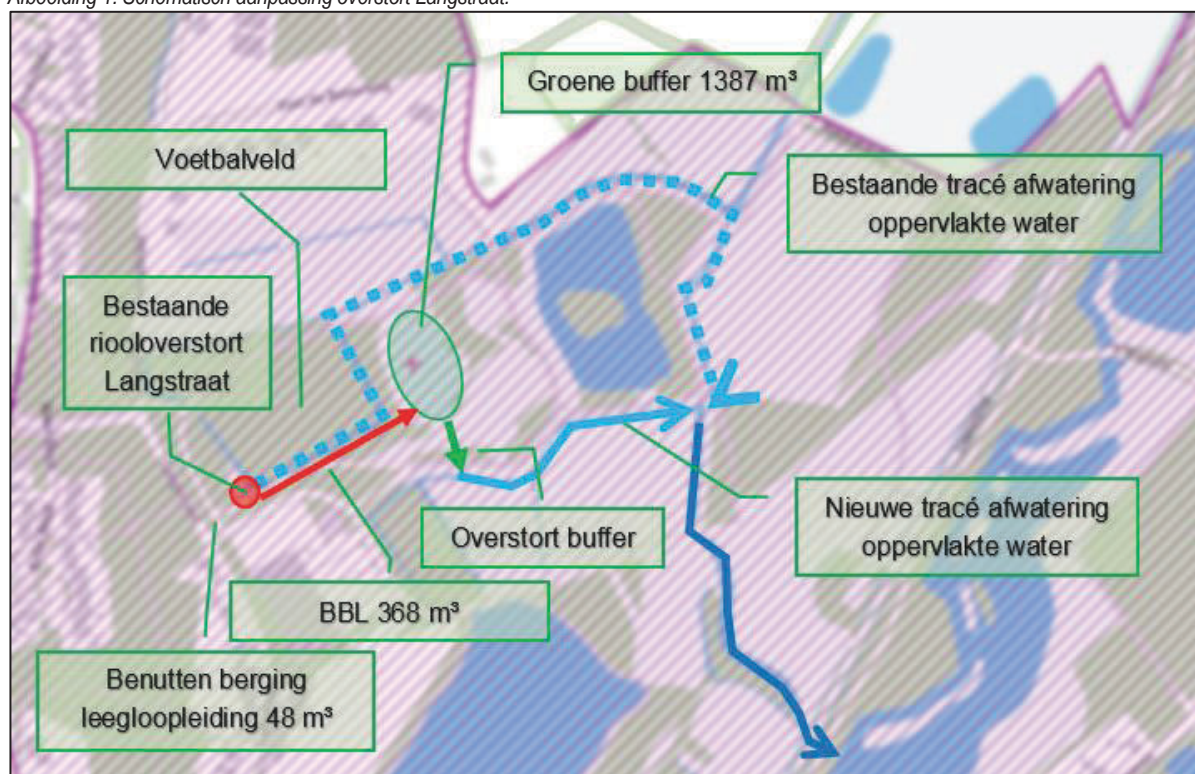 Afbeelding 1: Schematisch aanpassing overstort Langstraat.
Groene buffer 1387 m³
Voetbalveld
Bestaande tracé afwatering
oppervlakte water
Bestaande
riooloverstort
Langstraat
Overstort buffer
Nieuwe tracé afwatering
oppervlakte water
BBL 368 m³
Benutten berging
leegloopleiding 48 m³